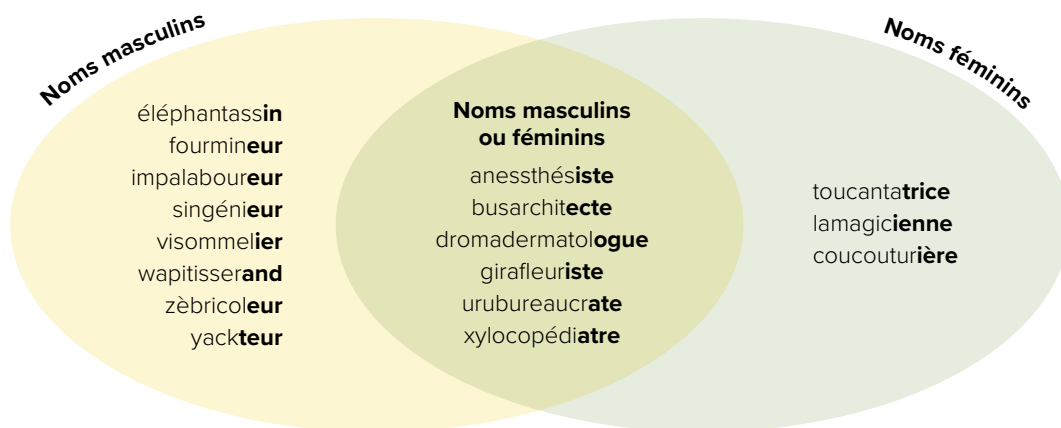 Noms masculins
éléphantassin
fourmineur
impalaboureur
singénieur
visommelier
wapitisserand
zèbricoleur
yackteur
Noms masculins
ou féminins
anessthésiste
busarchitecte
dromadermatologue
girafleuriste
urubureaucrate
xylocopédiatre
Noms féminins
toucantatrice
lamagicienne
coucouturière